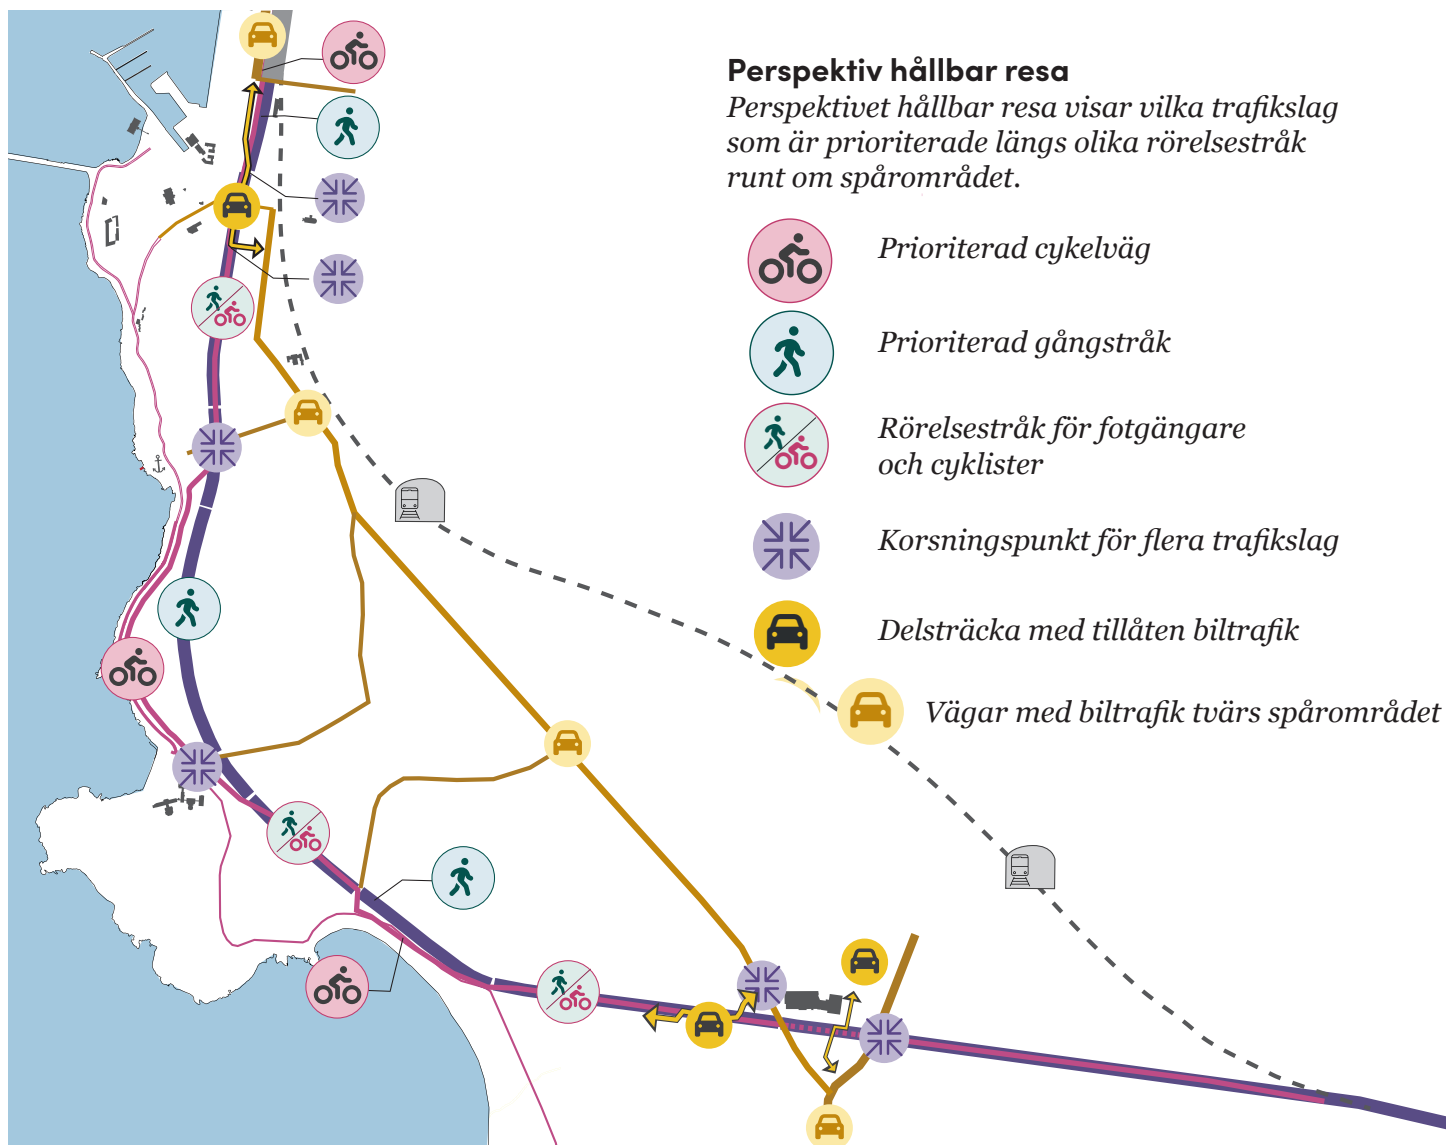 Perspektiv hållbar resa
Perspektivet hållbar resa visar vilka trafikslag
som är prioriterade längs olika rörelsestråk
runt om spårområdet.
Prioriterad cykelväg
Prioriterad gångstråk
Rörelsestråk för fotgängare
och cyklister
Korsningspunkt för flera trafikslag
Delsträcka med tillåten biltrafik
Vägar med biltrafik tvärs spårområdet